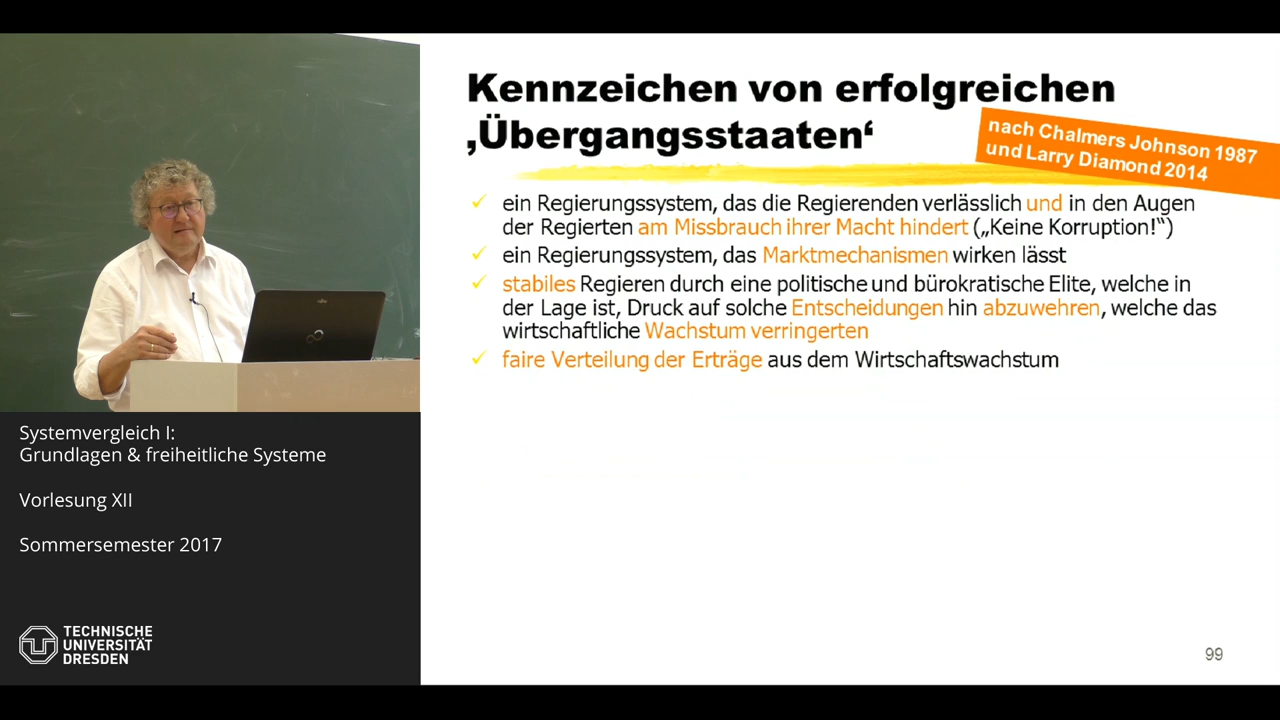 Kennzeichen von erfolgreichen
‚Übergangsstaaten‘
nach Chalmers Johnson 1987
und Larry Diamond 2014
ein Regierungssystem, das die Regierenden verlässlich und in den Augen
der Regierten am Missbrauch ihrer Macht hindert („Keine Korruption!“)
ein Regierungssystem, das Marktmechanismen wirken lässt
stabiles Regieren durch eine politische und bürokratische Elite, welche in
der Lage ist, Druck auf solche Entscheidungen hin abzuwehren, welche das
wirtschaftliche Wachstum verringerten
faire Verteilung der Erträge aus dem Wirtschaftswachstum
99
Systemvergleich I:
Grundlagen & freiheitliche Systeme
Vorlesung XII
Sommersemester 2017
TECHNISCHE
UNIVERSITÄT
DRESDEN